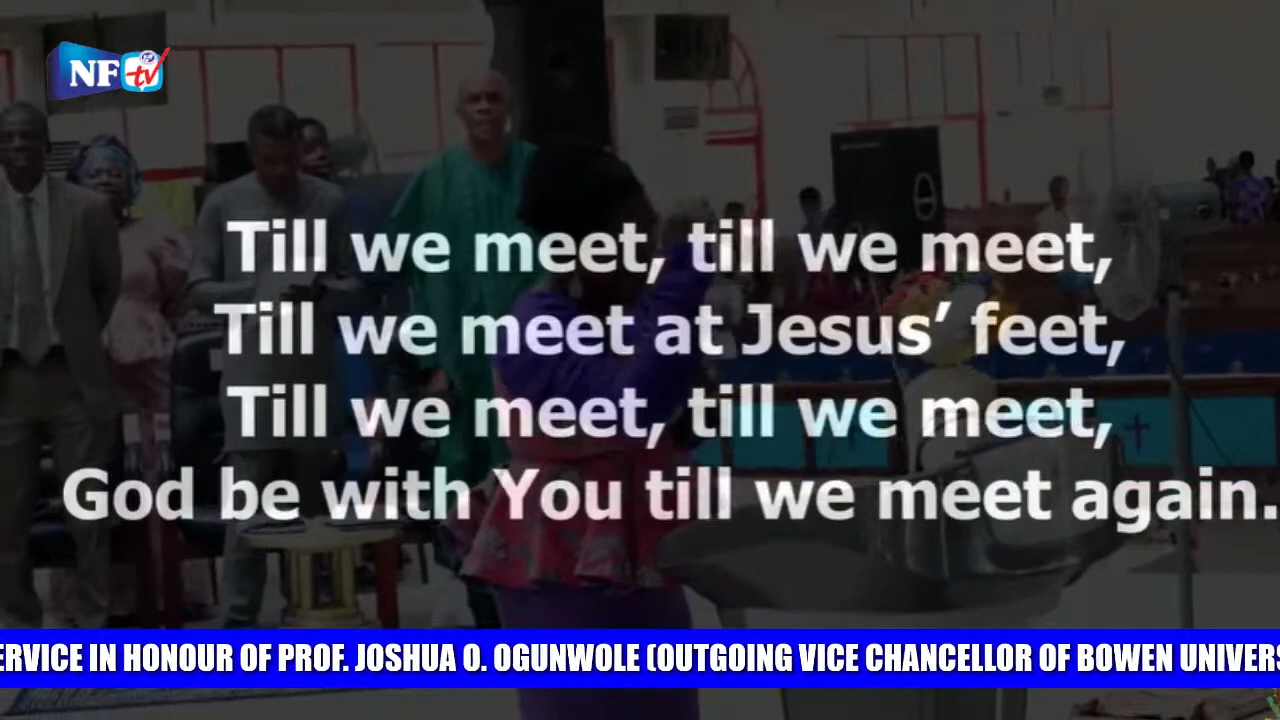 NF tv
Till we meet, till we meet,
Till we meet at Jesus’ feet,
Till we meet, till we meet,
God be with You till we meet again.
ERVICE IN HONOUR OF PROF. JOSHUA O. OGUNWOLE (OUTGOING VICE CHANCELLOR OF BOWEN UNIVERS